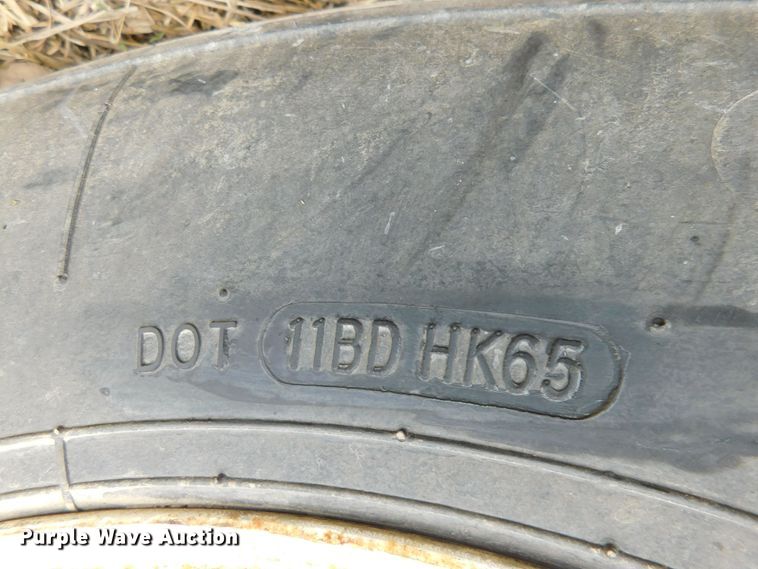 DOT 11BD HK65
Purple Wave Auction